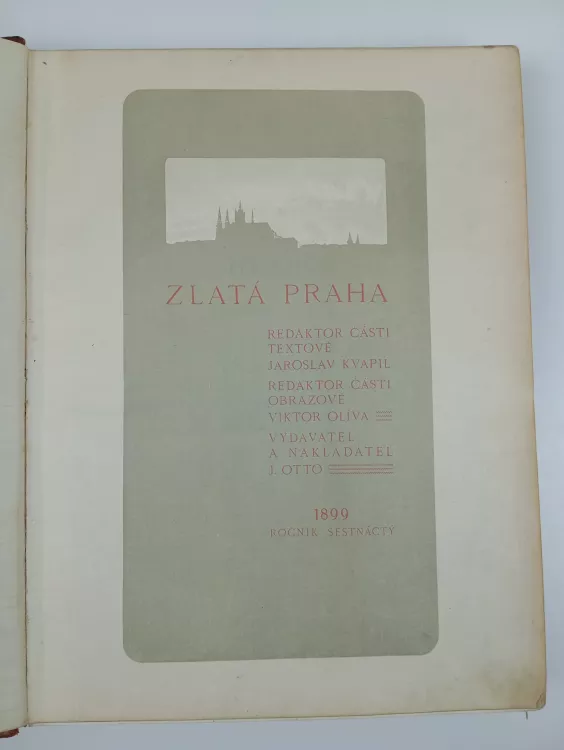 ZLATÁ PRAHA
REDAKTOR ČÁSTI
TEXTOVÉ
JAROSLAV KVAPIL
REDAKTOR ČÁSTI
OBRAZOVÉ
VIKTOR OLIVA
VYDAVATEL
A NAKLADATEL
J. OTTO
1899
ROČNÍK ŠESTNÁCTÝ